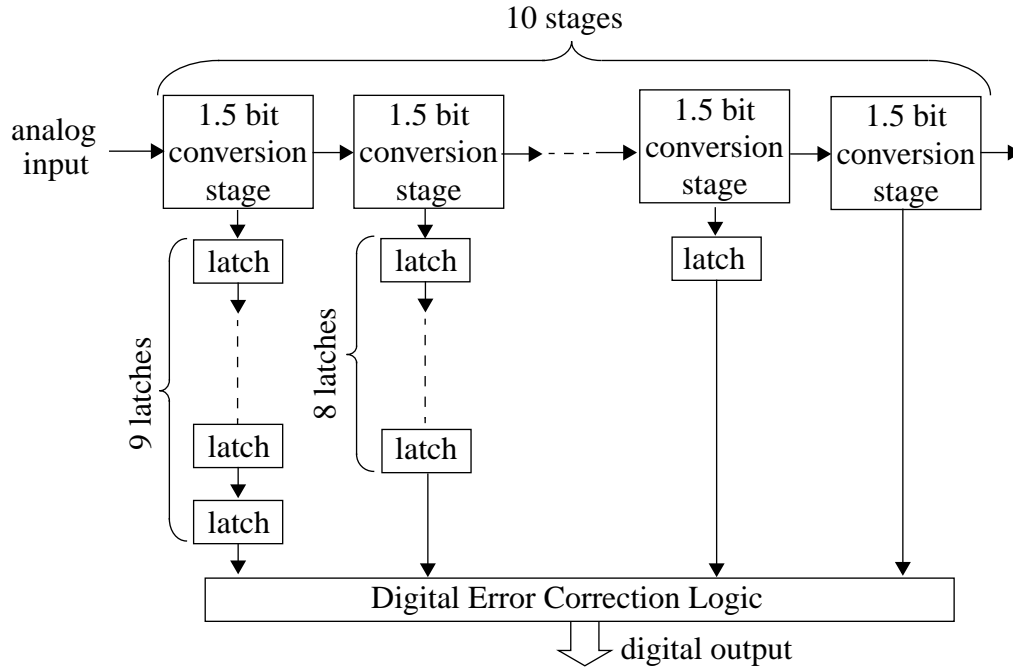 10 stages
analog
input
1.5 bit
conversion
stage
1.5 bit
conversion
stage
1.5 bit
conversion
stage
1.5 bit
conversion
stage
latch
latch
latch
9 latches
8 latches
latch
latch
latch
Digital Error Correction Logic
digital output